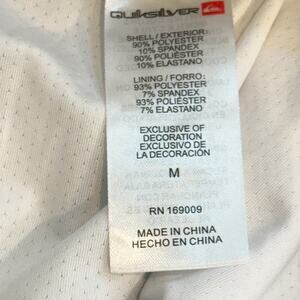 QUIKSILVER
SHELL / EXTERIOR:
90% POLYESTER
10% SPANDEX
90% POLIÉSTER
10% ELASTANO
LINING / FORRO:
93% POLYESTER
7% SPANDEX
93% POLIÉSTER
7% ELASTANO
EXCLUSIVE OF
DECORATION
EXCLUSIVO DE
LA DECORACIÓN
M
RN 169009
MADE IN CHINA
HECHO EN CHINA